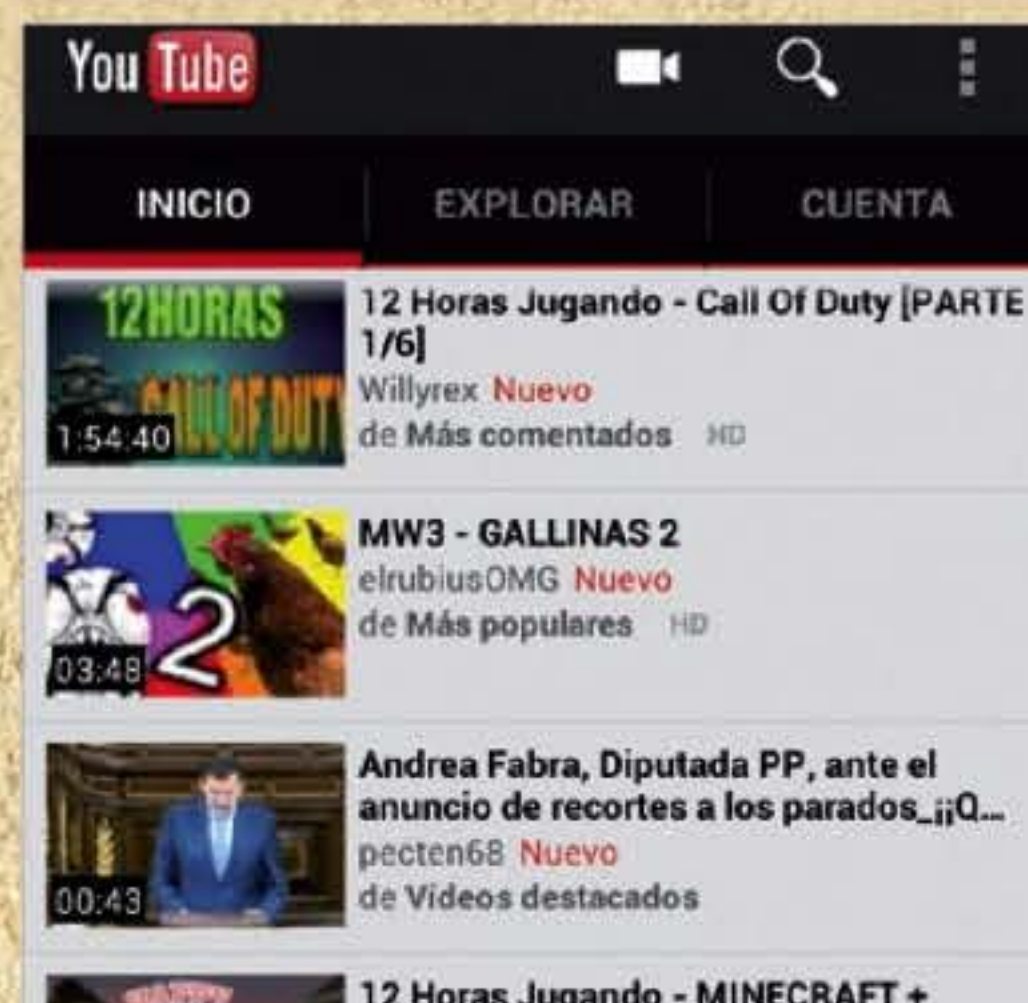 You Tube
INICIO EXPLORAR CUENTA
12HORAS
CALL OF DUTY
1:54:40
12 Horas Jugando - Call Of Duty [PARTE
1/6]
Willyrex Nuevo
de Más comentados HD
2
03:48
MW3 - GALLINAS 2
elrubiusOMG Nuevo
de Más populares HD
00:43
Andrea Fabra, Diputada PP, ante el
anuncio de recortes a los parados_¡¡Q...
pecten68 Nuevo
de Vídeos destacados
12 Horas Jugando - MINECRAFT +